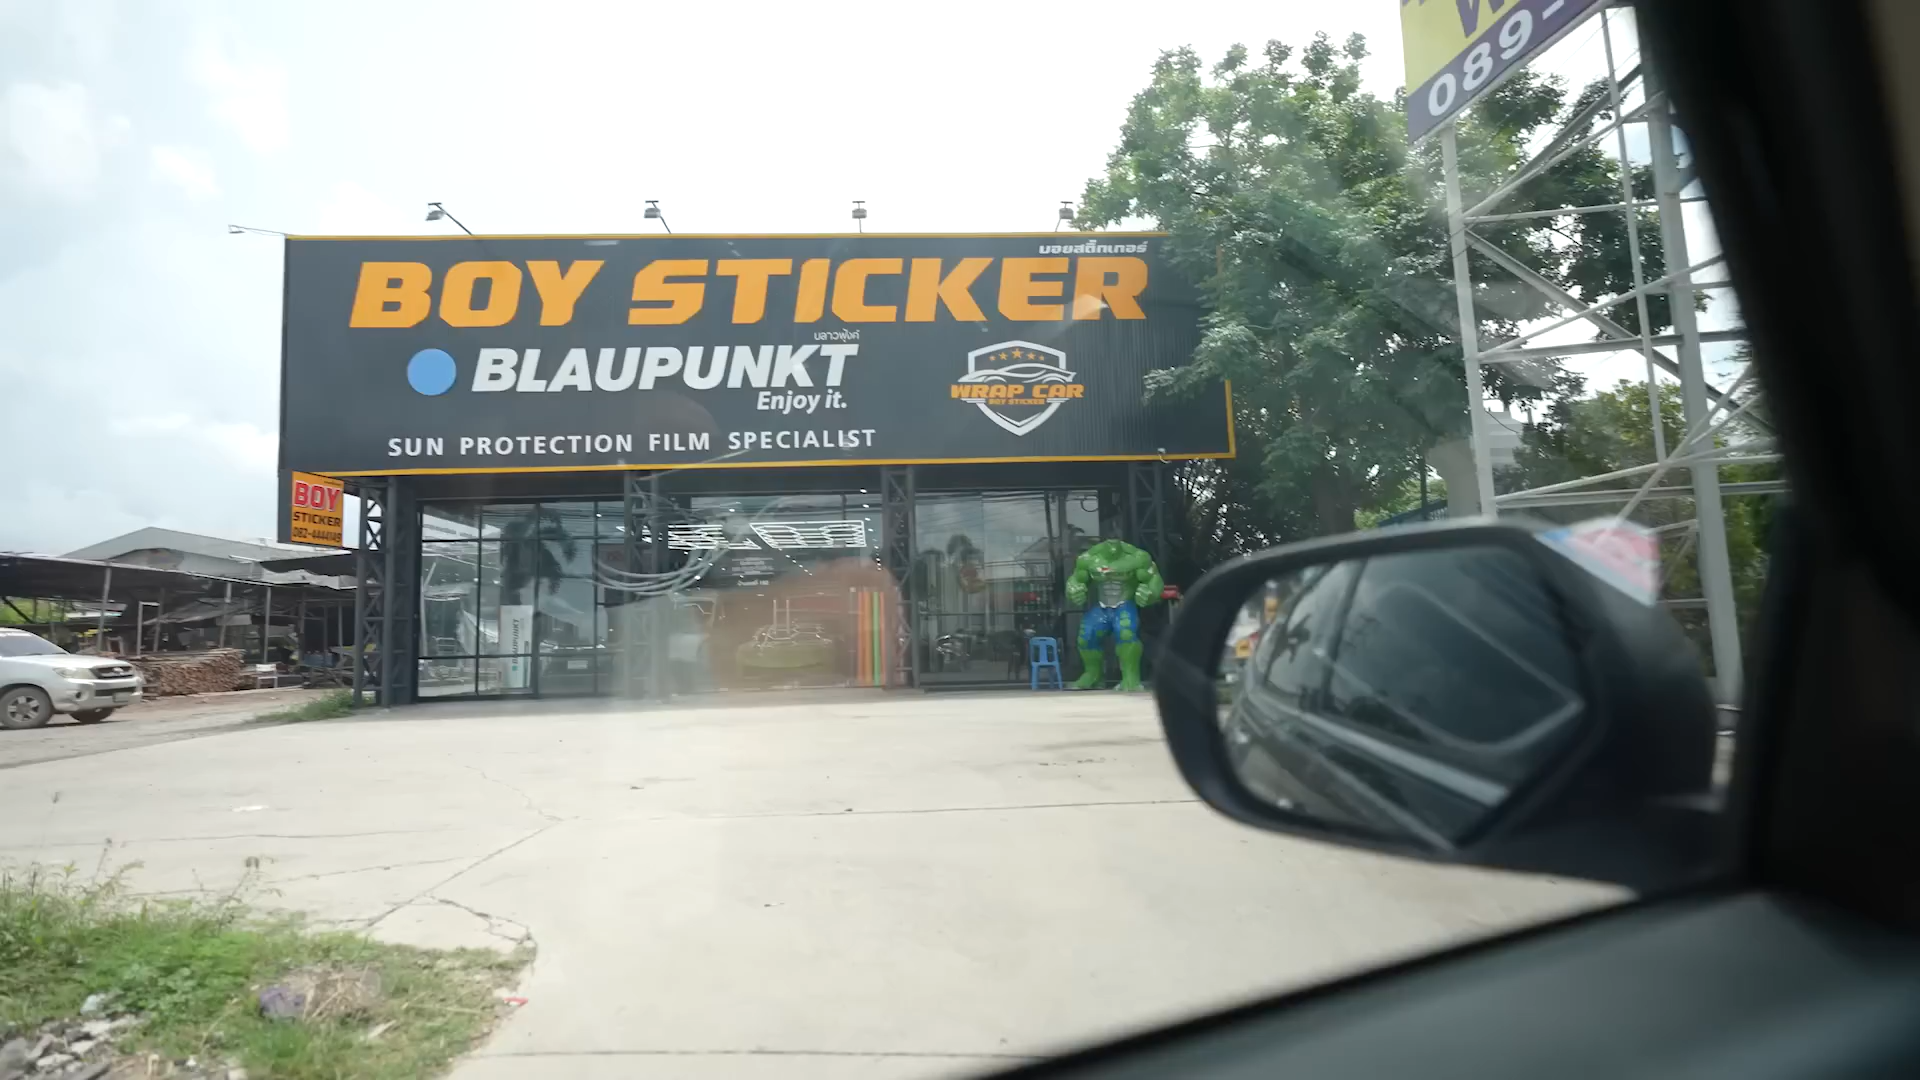 089-
บอยสติ๊กเกอร์
BOY STICKER
บลาวพุ้งค์
BLAUPUNKT
Enjoy it.
WRAP CAR
BOY STICKER
SUN PROTECTION FILM SPECIALIST
BOY
STICKER
BLAUPUNKT